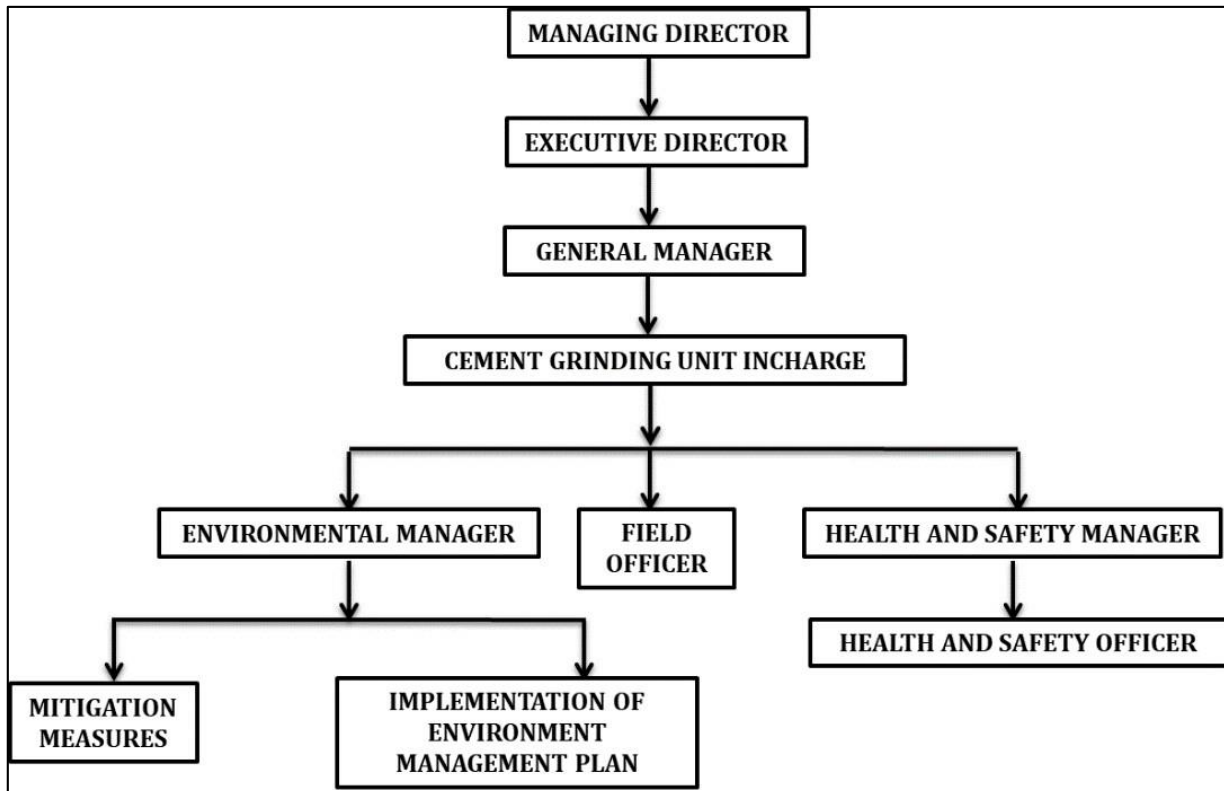 MANAGING DIRECTOR
EXECUTIVE DIRECTOR
GENERAL MANAGER
CEMENT GRINDING UNIT INCHARGE
ENVIRONMENTAL MANAGER
FIELD
OFFICER
HEALTH AND SAFETY MANAGER
HEALTH AND SAFETY OFFICER
MITIGATION
MEASURES
IMPLEMENTATION OF
ENVIRONMENT
MANAGEMENT PLAN